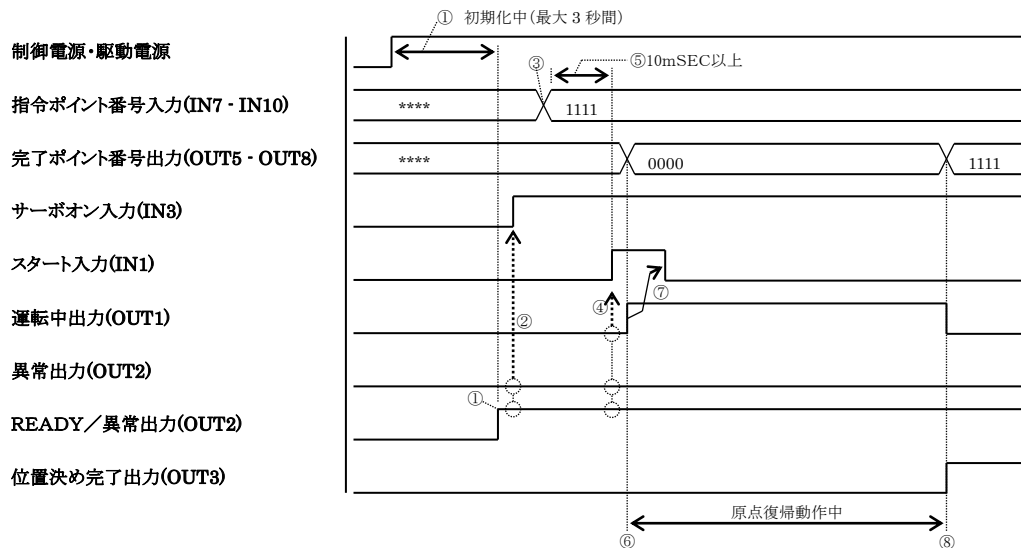 ① 初期化中(最大 3 秒間)
制御電源・駆動電源
③
⑤10mSEC以上
指令ポイント番号入力(IN7 - IN10)
****
1111
完了ポイント番号出力(OUT5 - OUT8)
****
0000
1111
サーボオン入力(IN3)
スタート入力(IN1)
④
⑦
運転中出力(OUT1)
②
異常出力(OUT2)
①
READY／異常出力(OUT2)
位置決め完了出力(OUT3)
原点復帰動作中
⑥
⑧